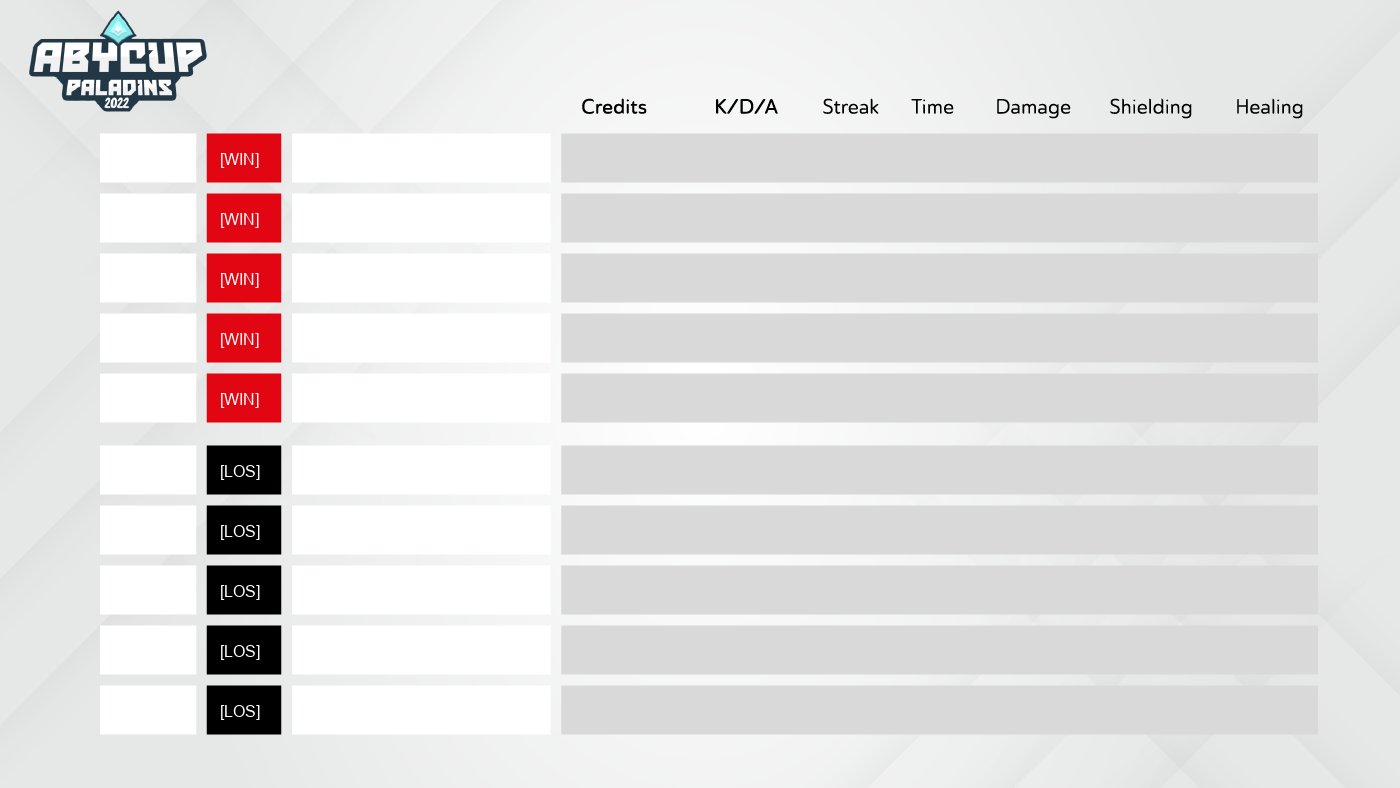 ABYCUP
PALADINS
2022
Credits K/D/A Streak Time Damage Shielding Healing
[WIN]
[WIN]
[WIN]
[WIN]
[WIN]
[LOS]
[LOS]
[LOS]
[LOS]
[LOS]